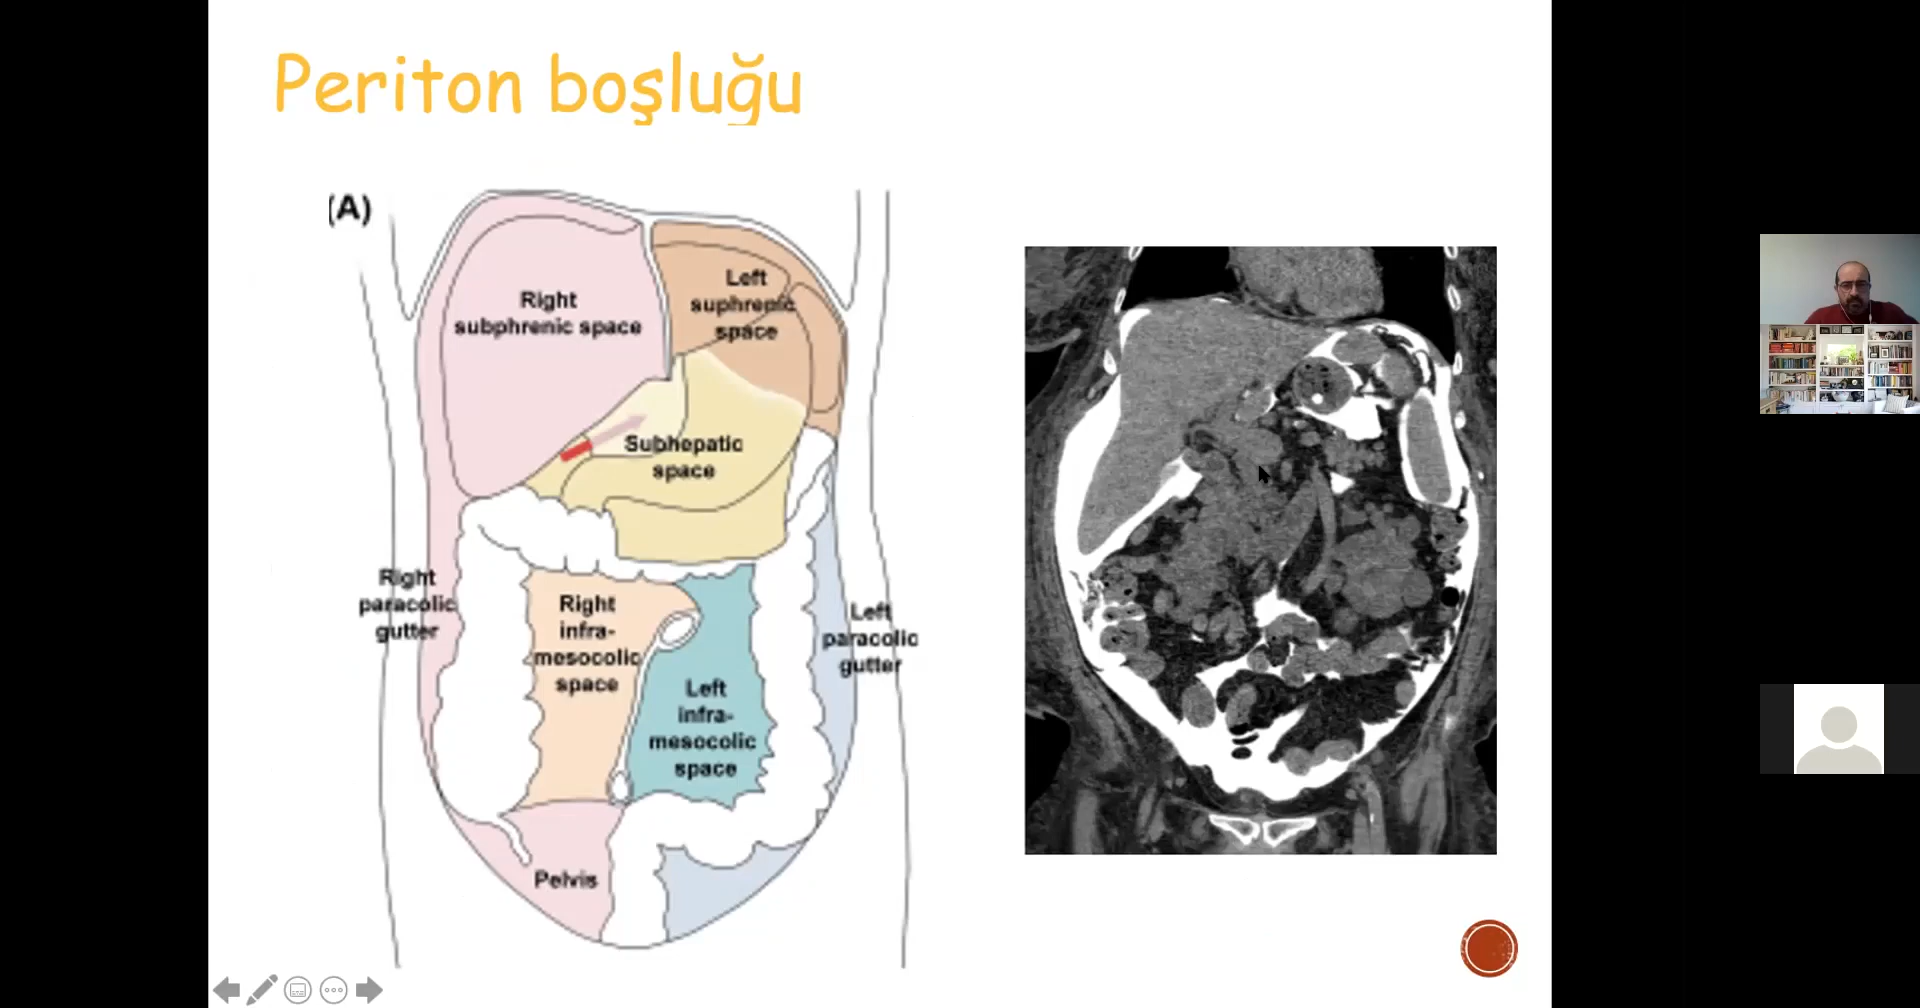 Periton boşluğu
(A)
Right
subphrenic space
Left
suphrenic
space
Subhepatic
space
Right
paracolic
gutter
Right
infra-
mesocolic
space
Left
infra-
mesocolic
space
Left
paracolic
gutter
Pelvis